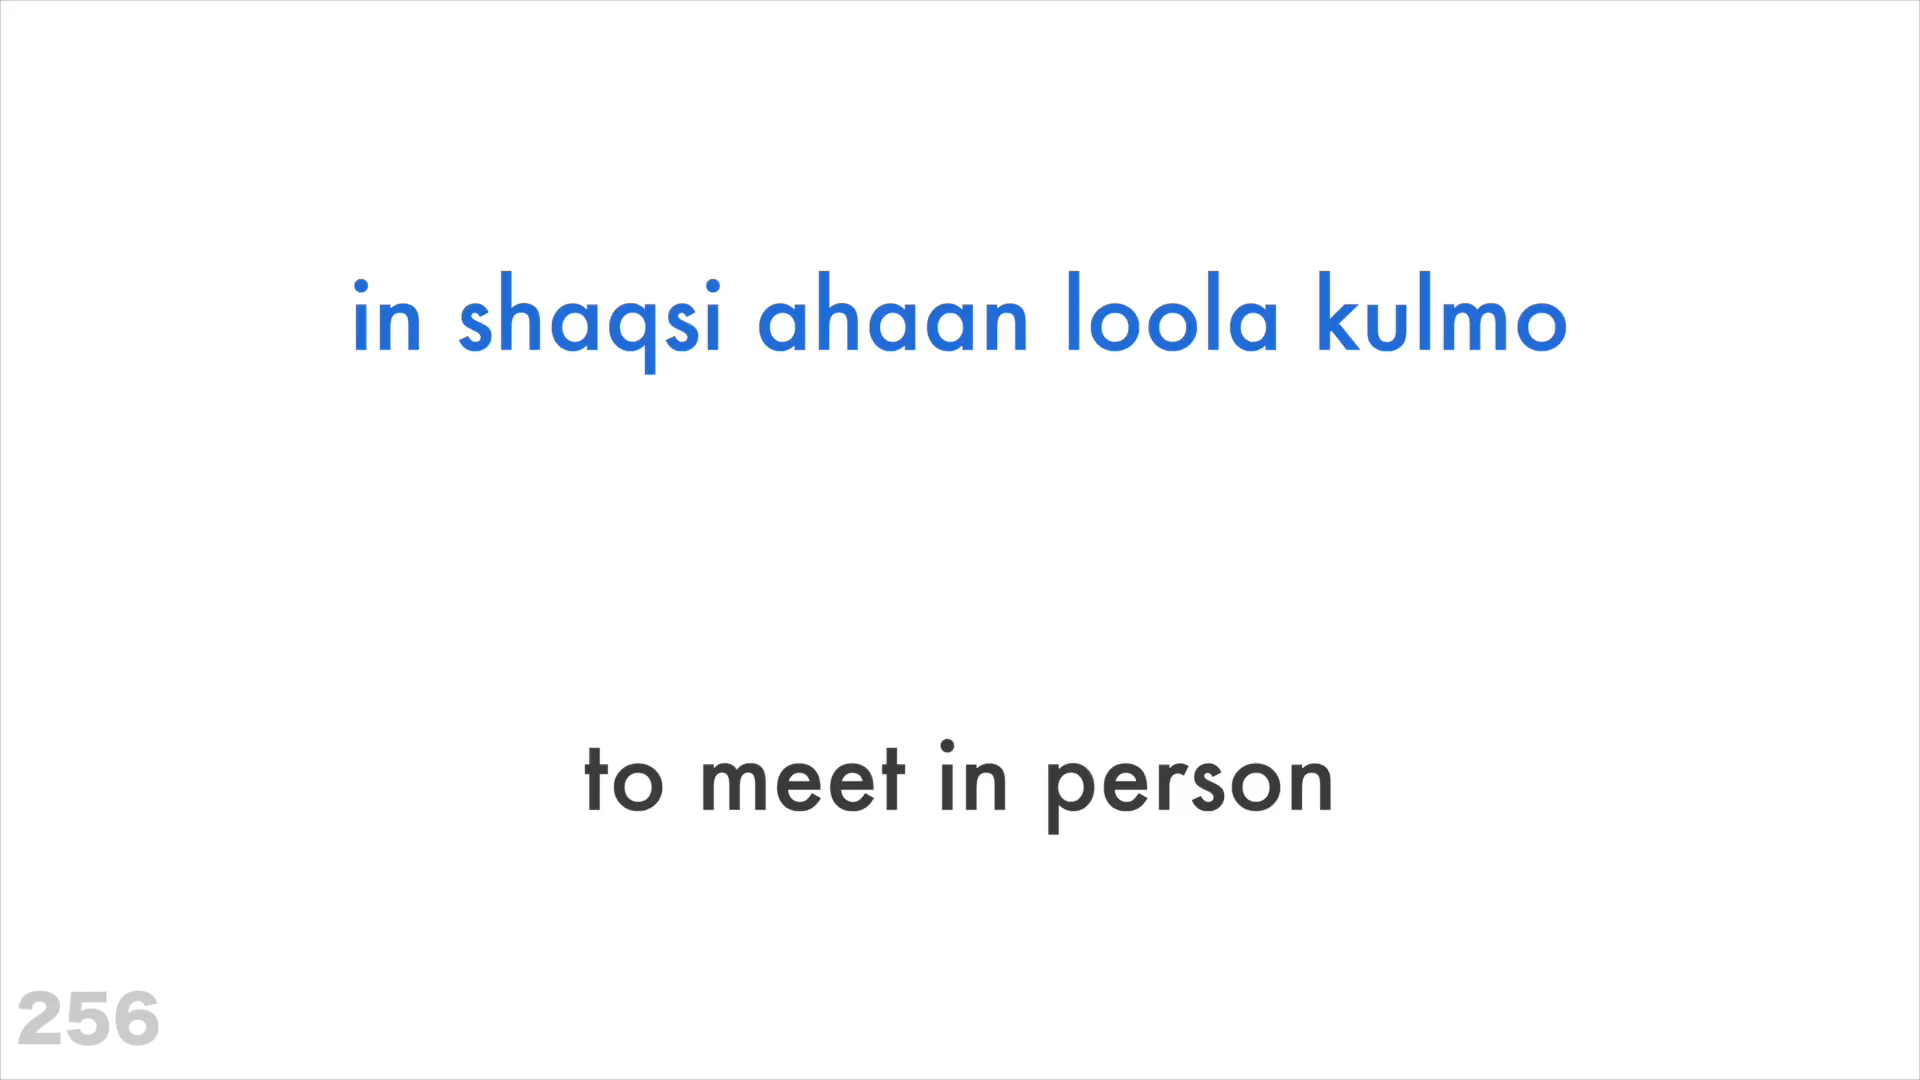 in shaqsi ahaan loola kulmo
to meet in person
256